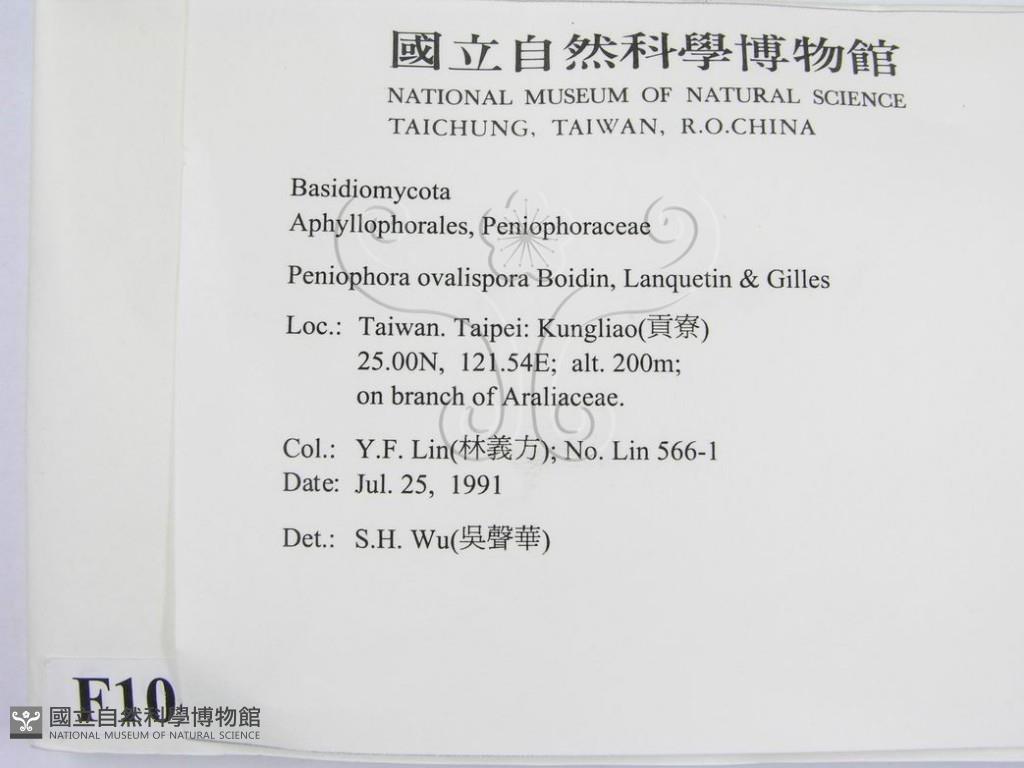 國立自然科學博物館
NATIONAL MUSEUM OF NATURAL SCIENCE
TAICHUNG, TAIWAN, R.O.CHINA
Basidiomycota
Aphyllophorales, Peniophoraceae
Peniophora ovalispora Boidin, Lanquetin & Gilles
Loc.: Taiwan. Taipei: Kungliao(貢寮)
25.00N, 121.54E; alt. 200m;
on branch of Araliaceae.
Col.: Y.F. Lin(林義方); No. Lin 566-1
Date: Jul. 25, 1991
Det.: S.H. Wu(吳聲華)
F10
國立自然科學博物館
NATIONAL MUSEUM OF NATURAL SCIENCE